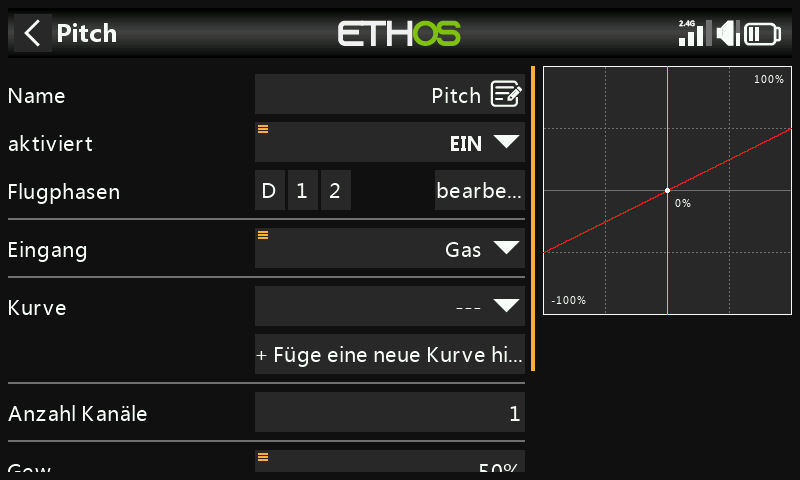 Pitch
ETHOS
2.4G
Name
Pitch
aktiviert
EIN
Flugphasen
D 1 2
bearbe...
Eingang
Gas
Kurve
---
+ Füge eine neue Kurve hi...
Anzahl Kanäle
1
Gew
50%
100%
0%
-100%